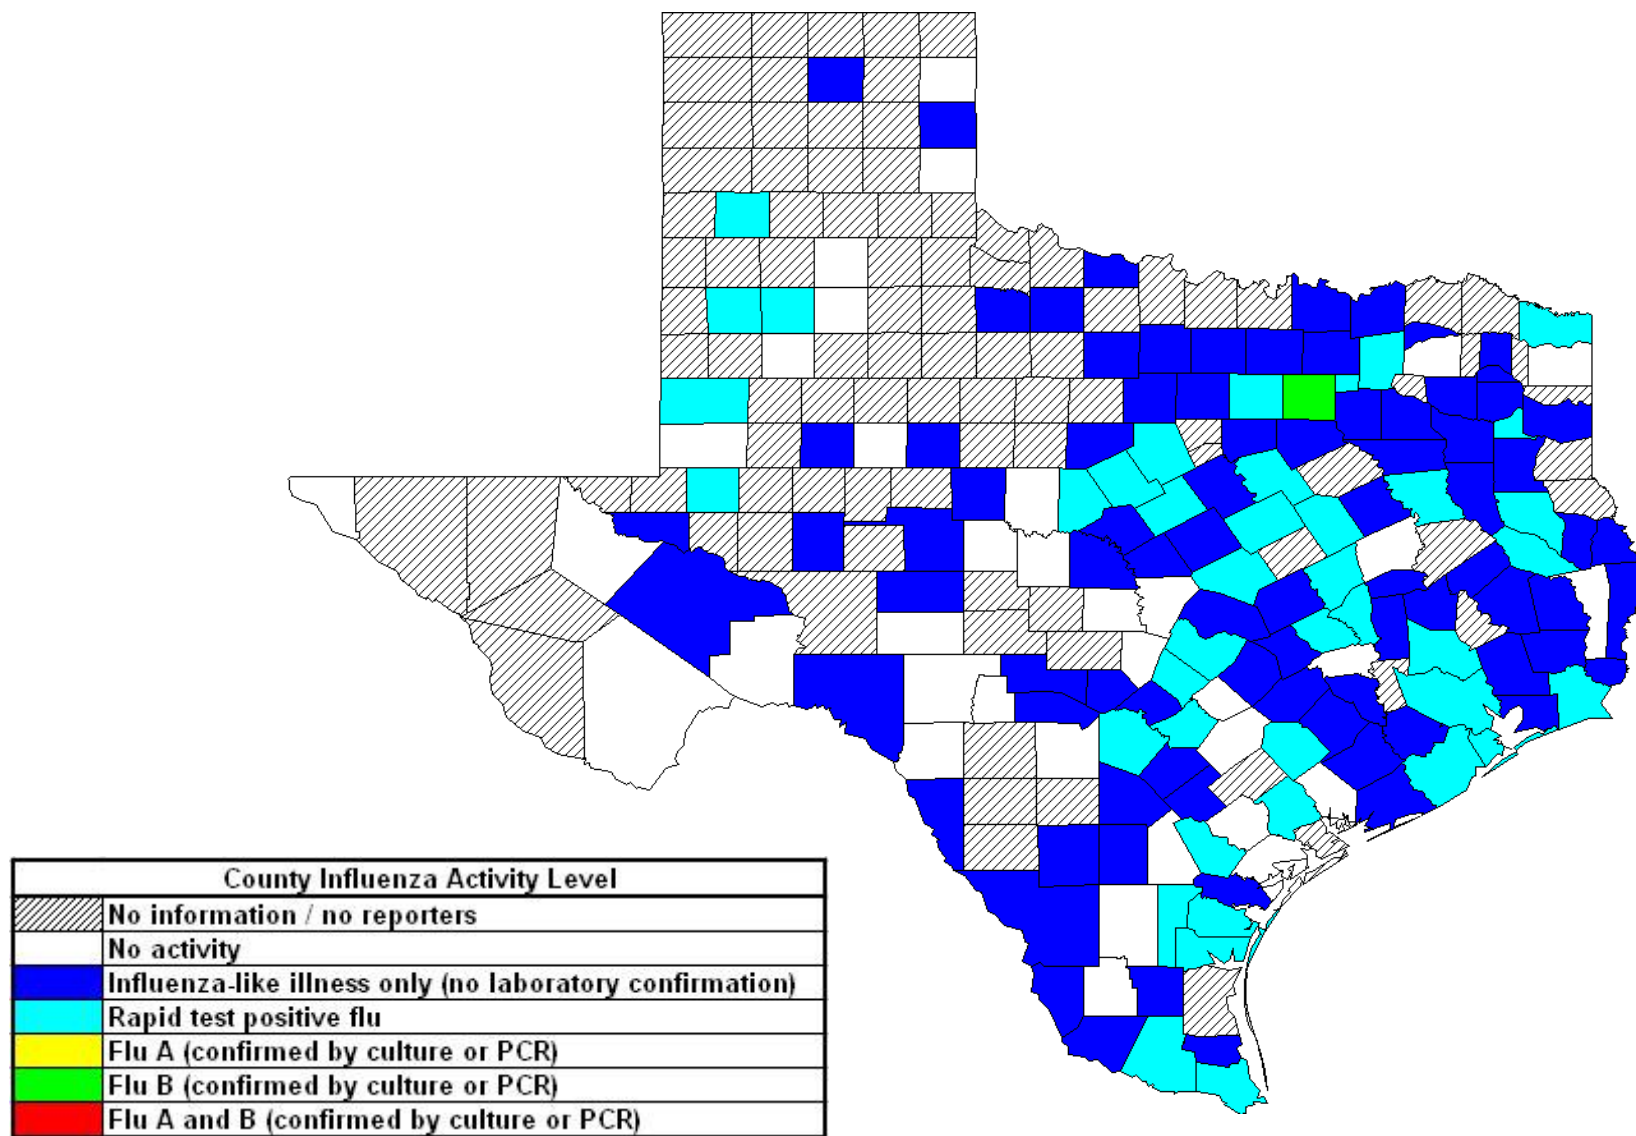 County Influenza Activity Level
No information / no reporters
No activity
Influenza-like illness only (no laboratory confirmation)
Rapid test positive flu
Flu A (confirmed by culture or PCR)
Flu B (confirmed by culture or PCR)
Flu A and B (confirmed by culture or PCR)